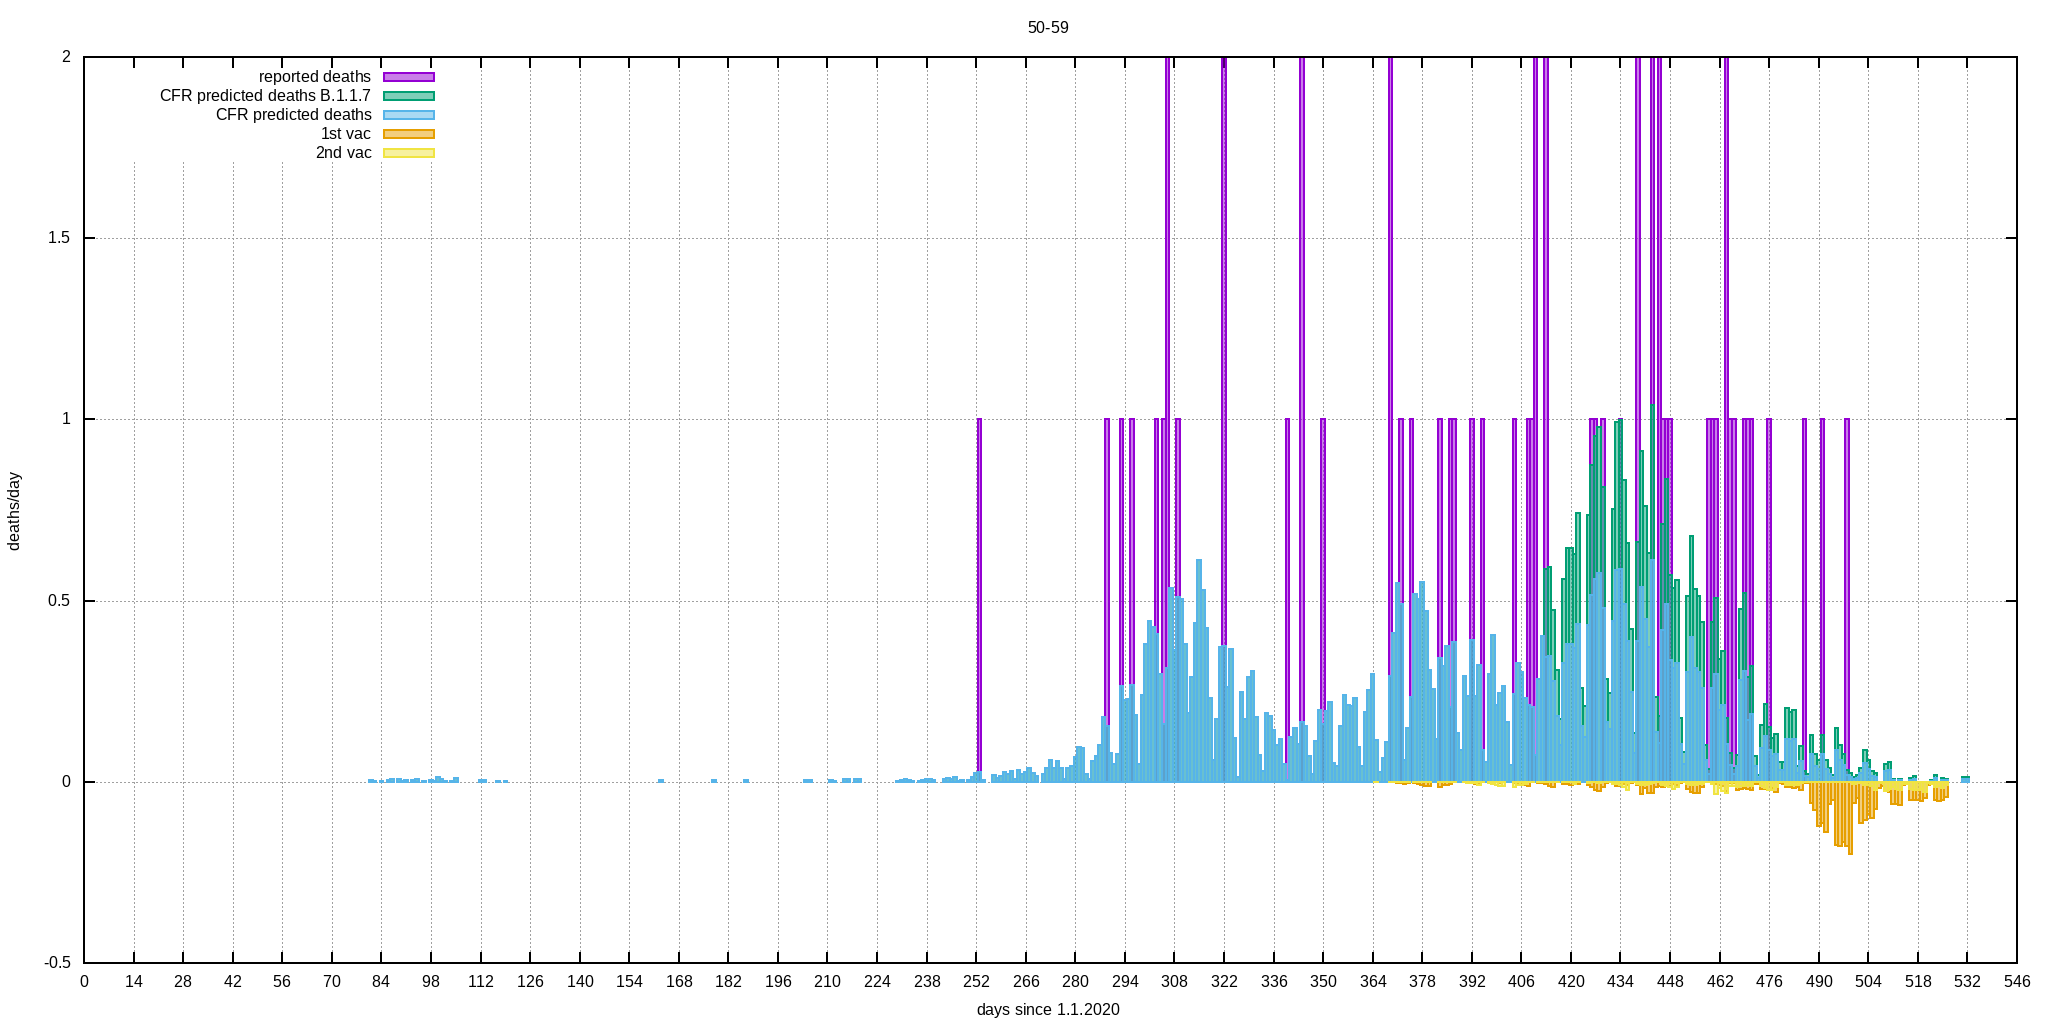 50-59
reported deaths
CFR predicted deaths B.1.1.7
CFR predicted deaths
1st vac
2nd vac
2
1.5
1
0.5
0
-0.5
deaths/day
0 14 28 42 56 70 84 98 112 126 140 154 168 182 196 210 224 238 252 266 280 294 308 322 336 350 364 378 392 406 420 434 448 462 476 490 504 518 532 546
days since 1.1.2020